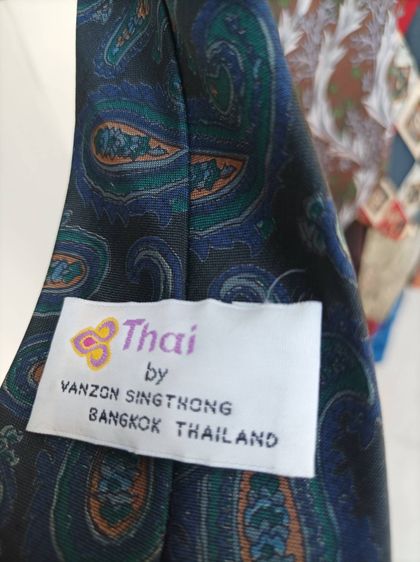 Thai
by
VANZON SINGTHONG
BANGKOK THAILAND